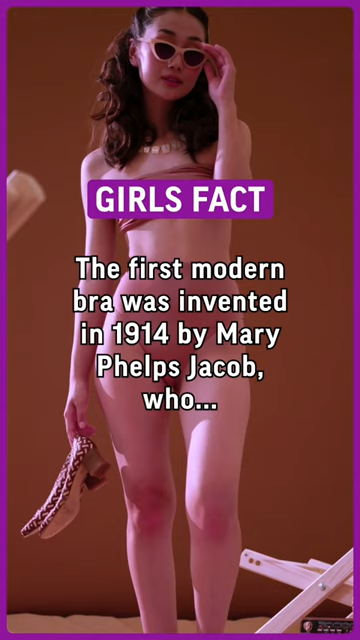 GIRLS FACT
The first modern
bra was invented
in 1914 by Mary
Phelps Jacob,
who...